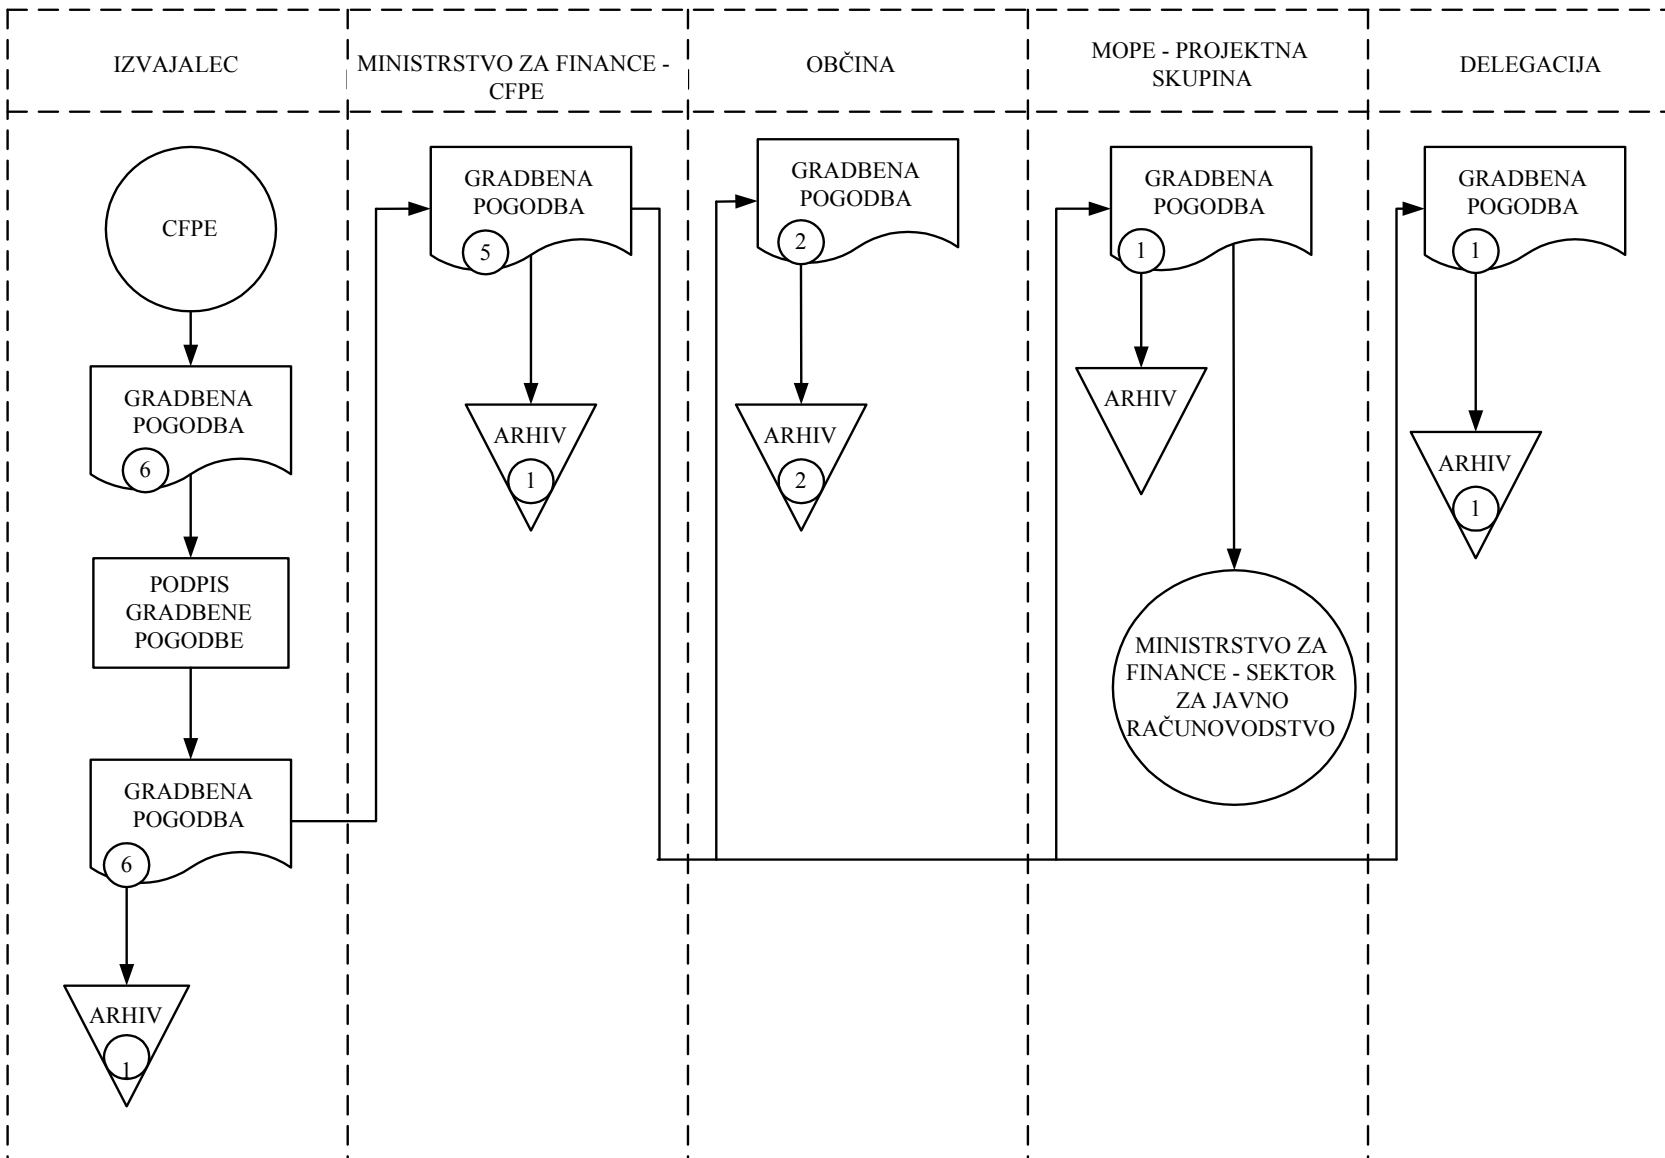 IZVAJALEC
MINISTRSTVO ZA FINANCE -
CFPE
OBČINA
MOPE - PROJEKTNA
SKUPINA
DELEGACIJA
CFPE
GRADBENA
POGODBA
6
PODPIS
GRADBENE
POGODBE
GRADBENA
POGODBA
6
ARHIV
1
GRADBENA
POGODBA
5
ARHIV
1
GRADBENA
POGODBA
2
ARHIV
2
GRADBENA
POGODBA
1
ARHIV
MINISTRSTVO ZA
FINANCE - SEKTOR
ZA JAVNO
RAČUNOVODSTVO
GRADBENA
POGODBA
1
ARHIV
1